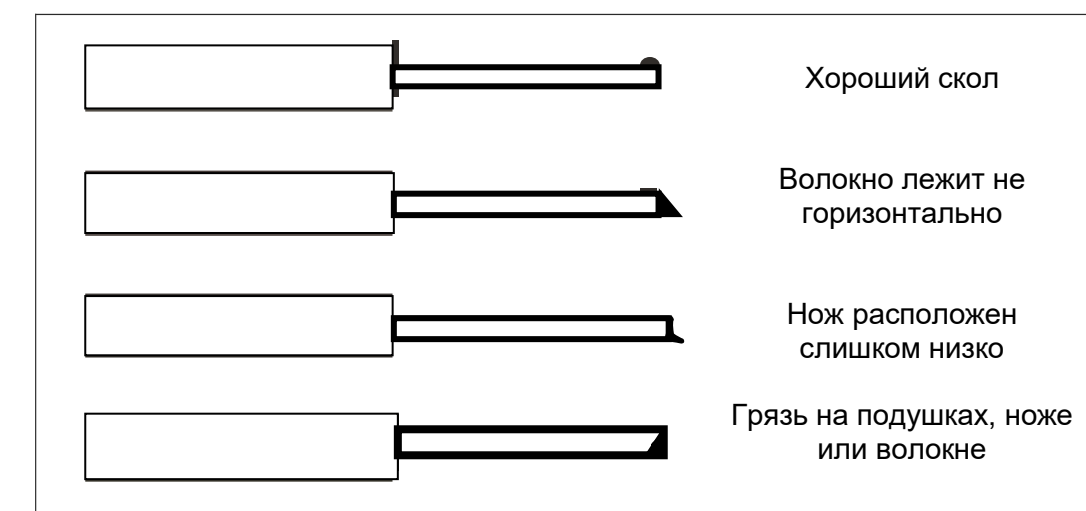 Хороший скол
Волокно лежит не
горизонтально
Нож расположен
слишком низко
Грязь на подушках, ноже
или волокне